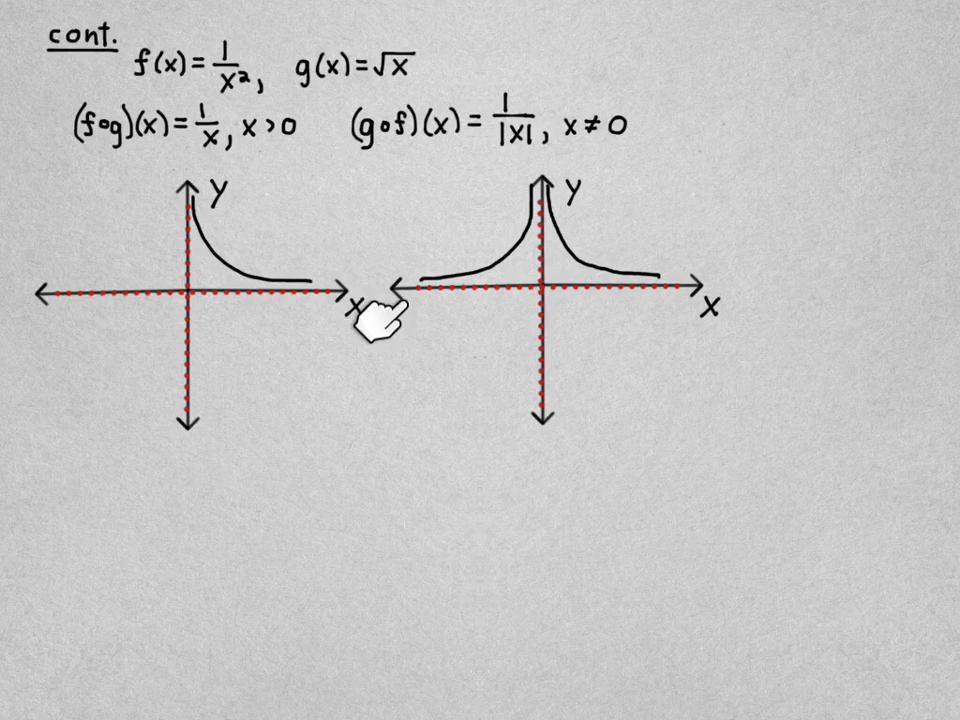 cont.
f(x) = 1/x², g(x) = √x
(f∘g)(x) = 1/x, x > 0 (g∘f)(x) = 1/|x|, x ≠ 0
y y
x x